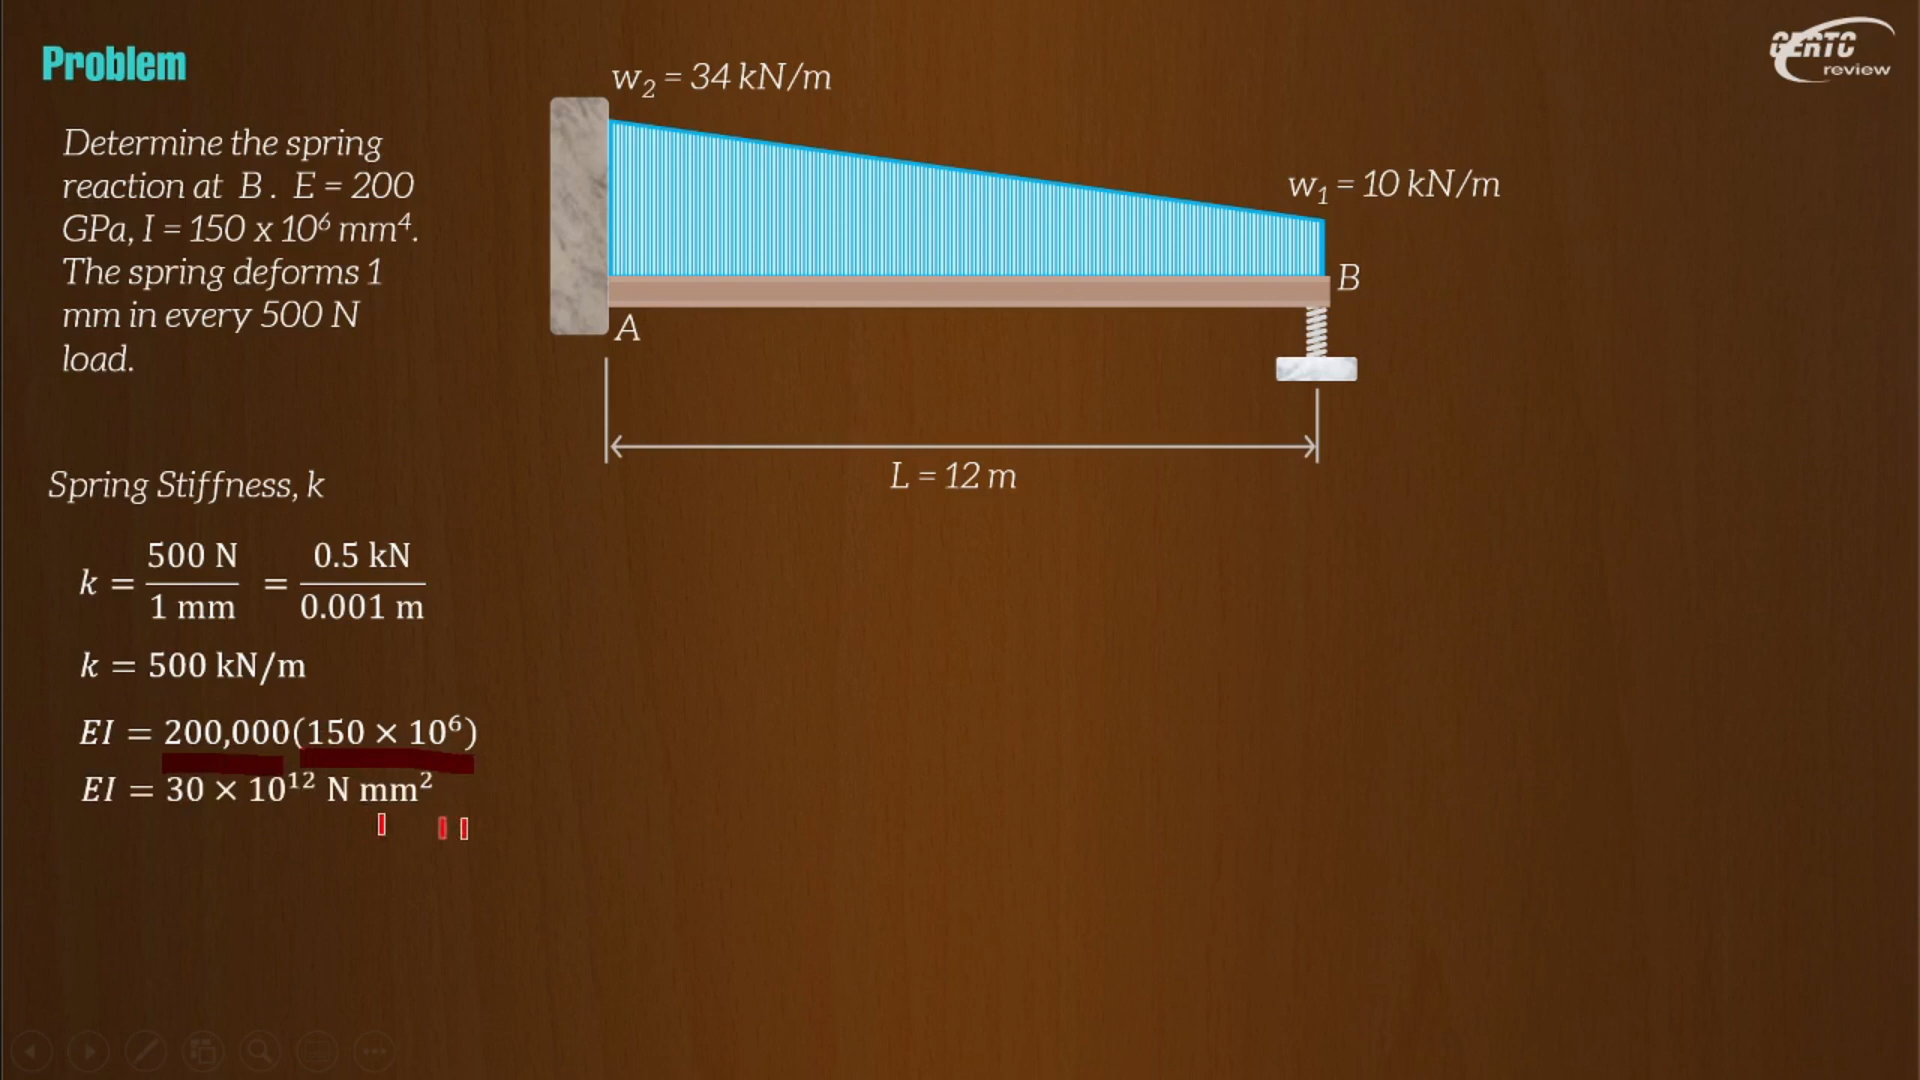 Problem
GERTC
review
w₂ = 34 kN/m
Determine the spring
reaction at B. E = 200
GPa, I = 150 x 10⁶ mm⁴.
The spring deforms 1
mm in every 500 N
load.
w₁ = 10 kN/m
B
A
L = 12 m
Spring Stiffness, k
k = 500 N / 1 mm = 0.5 kN / 0.001 m
k = 500 kN/m
EI = 200,000(150 × 10⁶)
EI = 30 × 10¹² N mm²